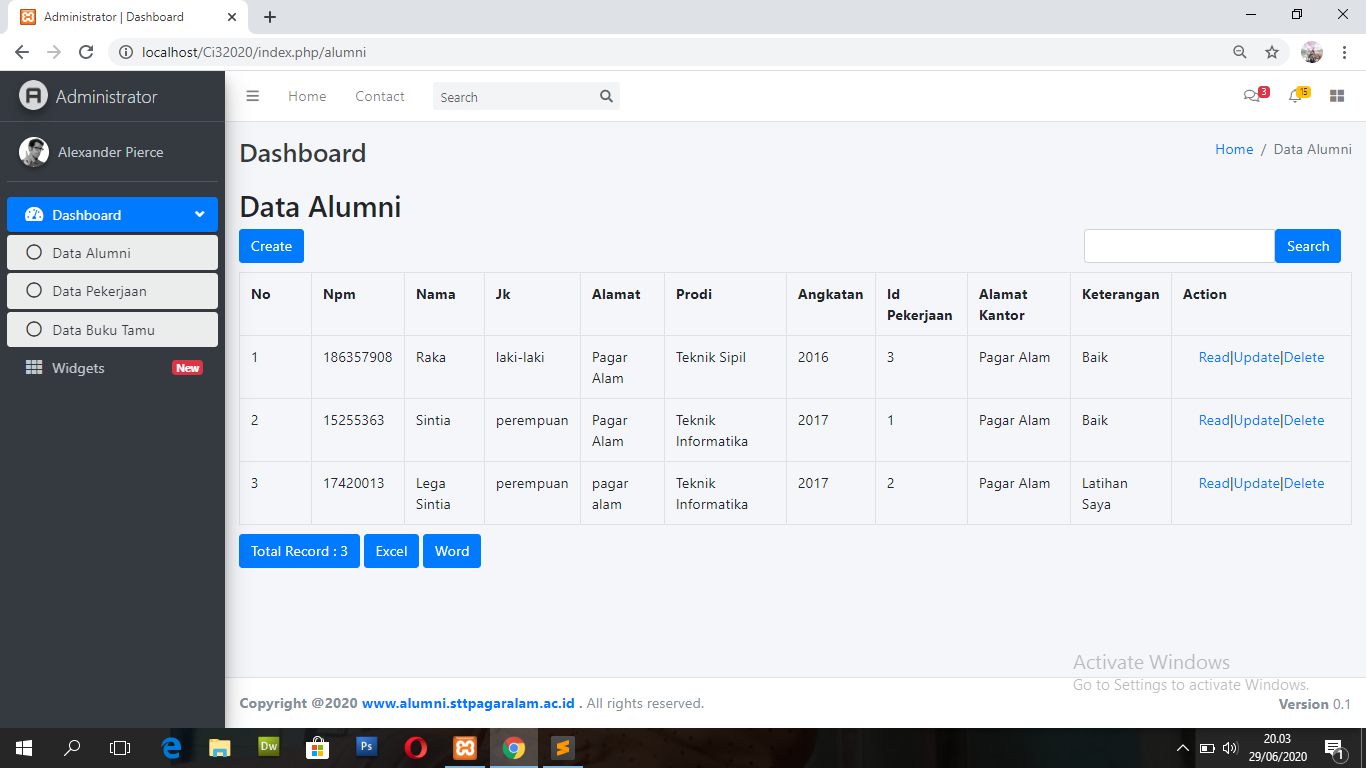 Administrator | Dashboard
localhost/Ci32020/index.php/alumni
Administrator
Home Contact Search 3 15
Alexander Pierce
Dashboard
Home / Data Alumni
Dashboard
Data Alumni
Data Pekerjaan
Data Buku Tamu
Widgets New
Data Alumni
Create Search
No Npm Nama Jk Alamat Prodi Angkatan Id Pekerjaan Alamat Kantor Keterangan Action
1 186357908 Raka laki-laki Pagar Alam Teknik Sipil 2016 3 Pagar Alam Baik Read|Update|Delete
2 15255363 Sintia perempuan Pagar Alam Teknik Informatika 2017 1 Pagar Alam Baik Read|Update|Delete
3 17420013 Lega Sintia perempuan pagar alam Teknik Informatika 2017 2 Pagar Alam Latihan Saya Read|Update|Delete
Total Record : 3 Excel Word
Activate Windows
Go to Settings to activate Windows.
Copyright @2020 www.alumni.sttpagaralam.ac.id . All rights reserved.
Version 0.1
Dw
Ps
20.03
29/06/2020
1